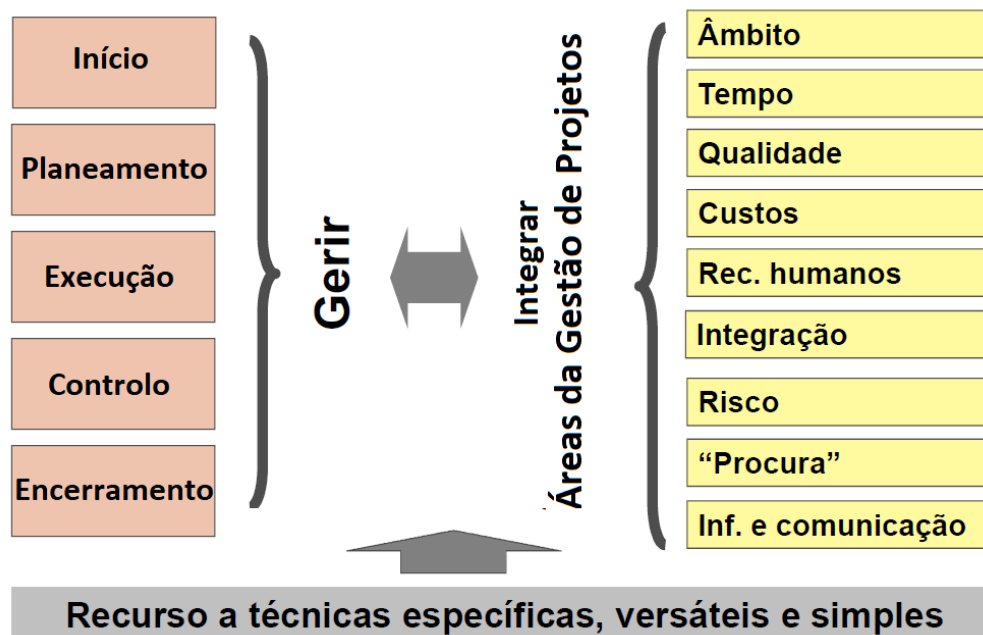 Início
Planeamento
Execução
Controlo
Encerramento
Gerir
Integrar
Áreas da Gestão de Projetos
Âmbito
Tempo
Qualidade
Custos
Rec. humanos
Integração
Risco
“Procura”
Inf. e comunicação
Recurso a técnicas específicas, versáteis e simples